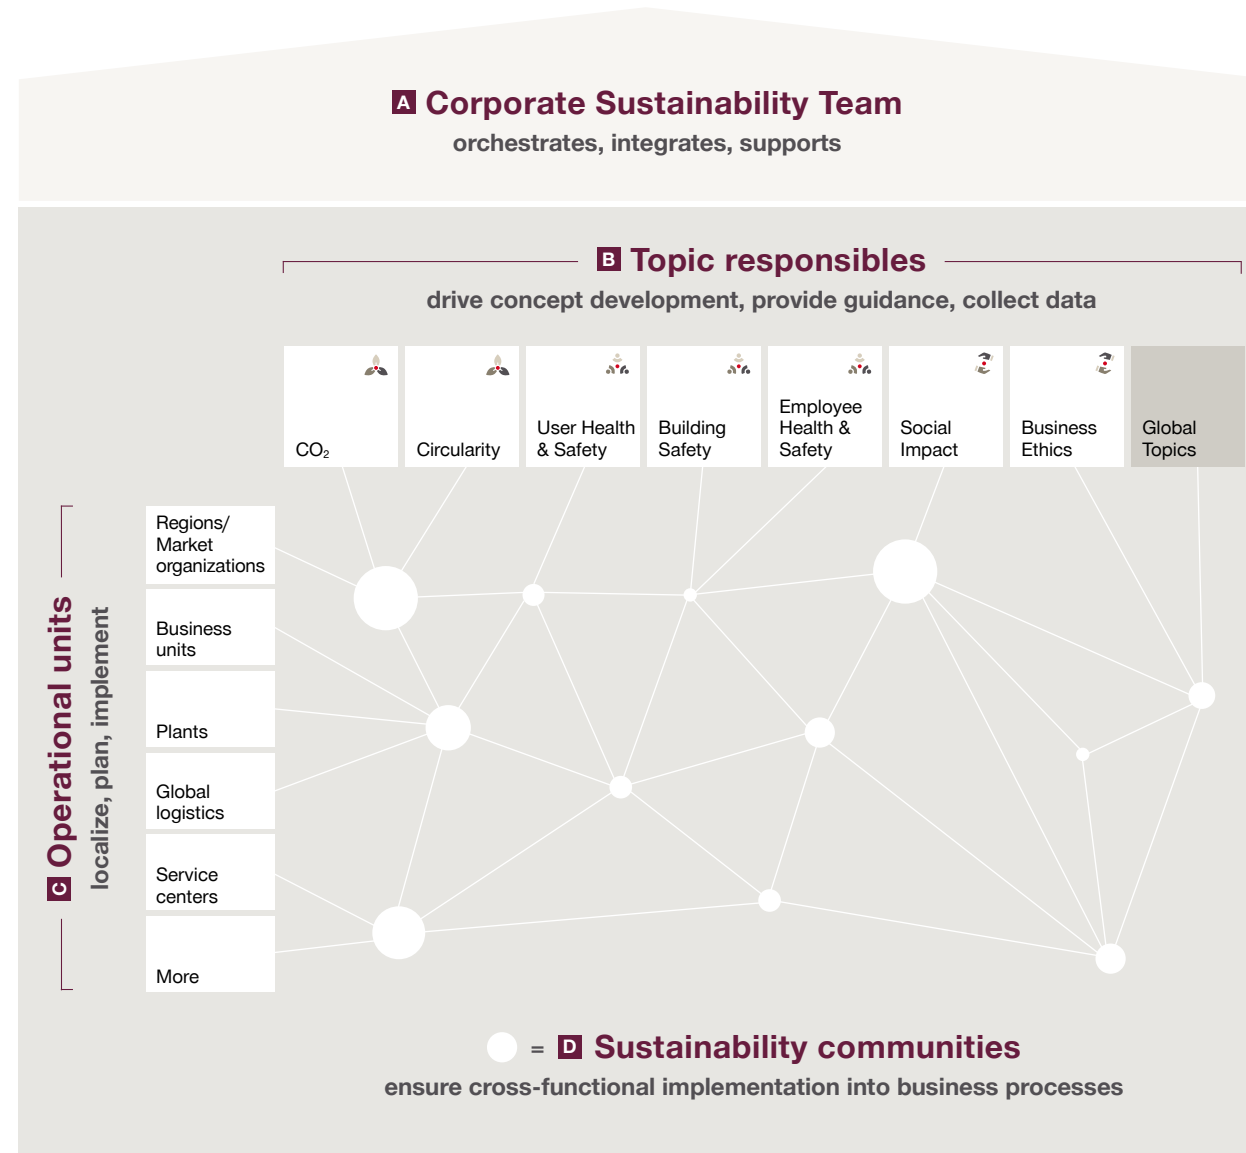 A Corporate Sustainability Team
orchestrates, integrates, supports
B Topic responsibles
drive concept development, provide guidance, collect data
CO₂
Circularity
User Health
& Safety
Building
Safety
Employee
Health &
Safety
Social
Impact
Business
Ethics
Global
Topics
C Operational units
localize, plan, implement
Regions/
Market
organizations
Business
units
Plants
Global
logistics
Service
centers
More
= D Sustainability communities
ensure cross-functional implementation into business processes